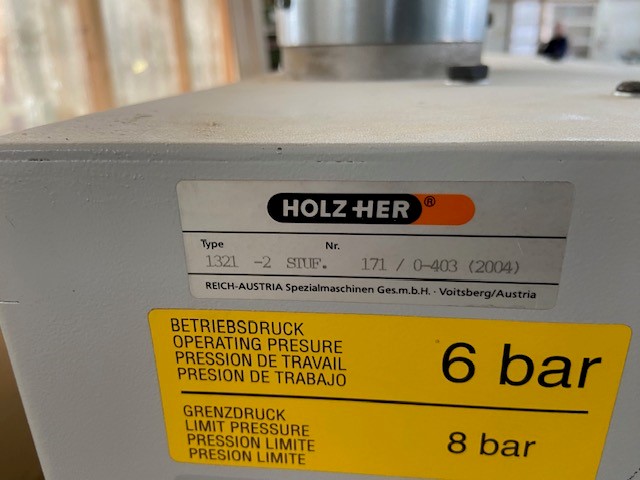 HOLZ-HER®
Type Nr.
1321 -2 STUF. 171 / 0-403 (2004)
REICH-AUSTRIA Spezialmaschinen Ges.m.b.H. · Voitsberg/Austria
BETRIEBSDRUCK
OPERATING PRESURE
PRESSION DE TRAVAIL
PRESION DE TRABAJO
6 bar
GRENZDRUCK
LIMIT PRESSURE
PRESSION LIMITE
PRESION LIMITE
8 bar